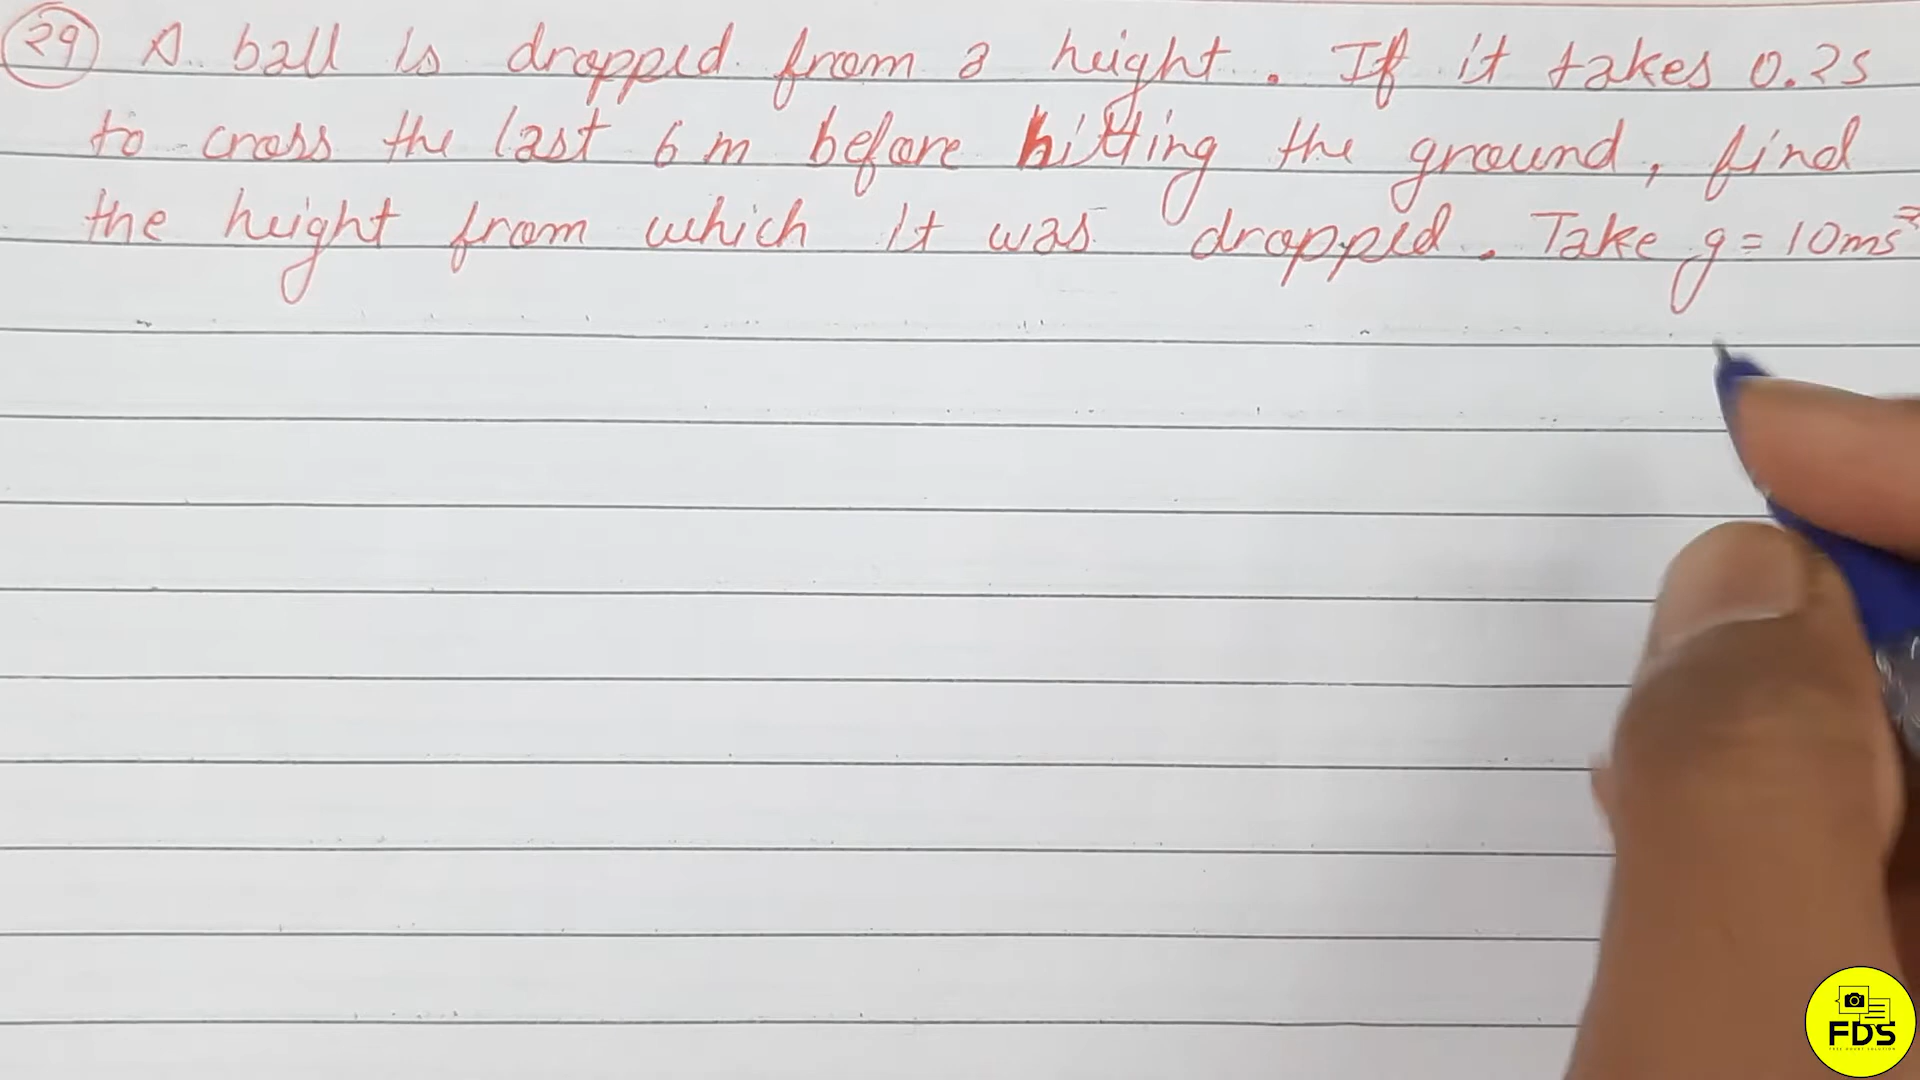 29 A ball is dropped from a height. If it takes 0.2s
to cross the last 6 m before hitting the ground, find
the height from which it was dropped. Take g = 10ms⁻²
FDS